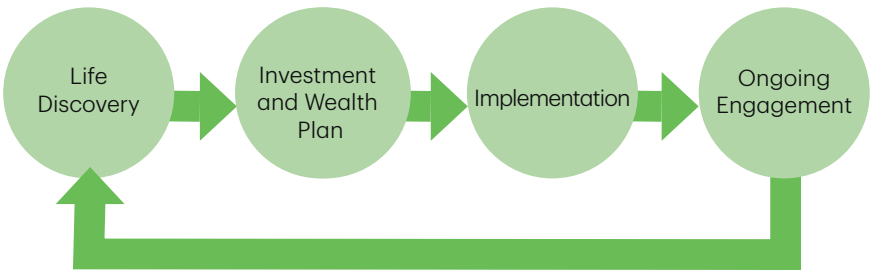 Life
Discovery
Investment
and Wealth
Plan
Implementation
Ongoing
Engagement